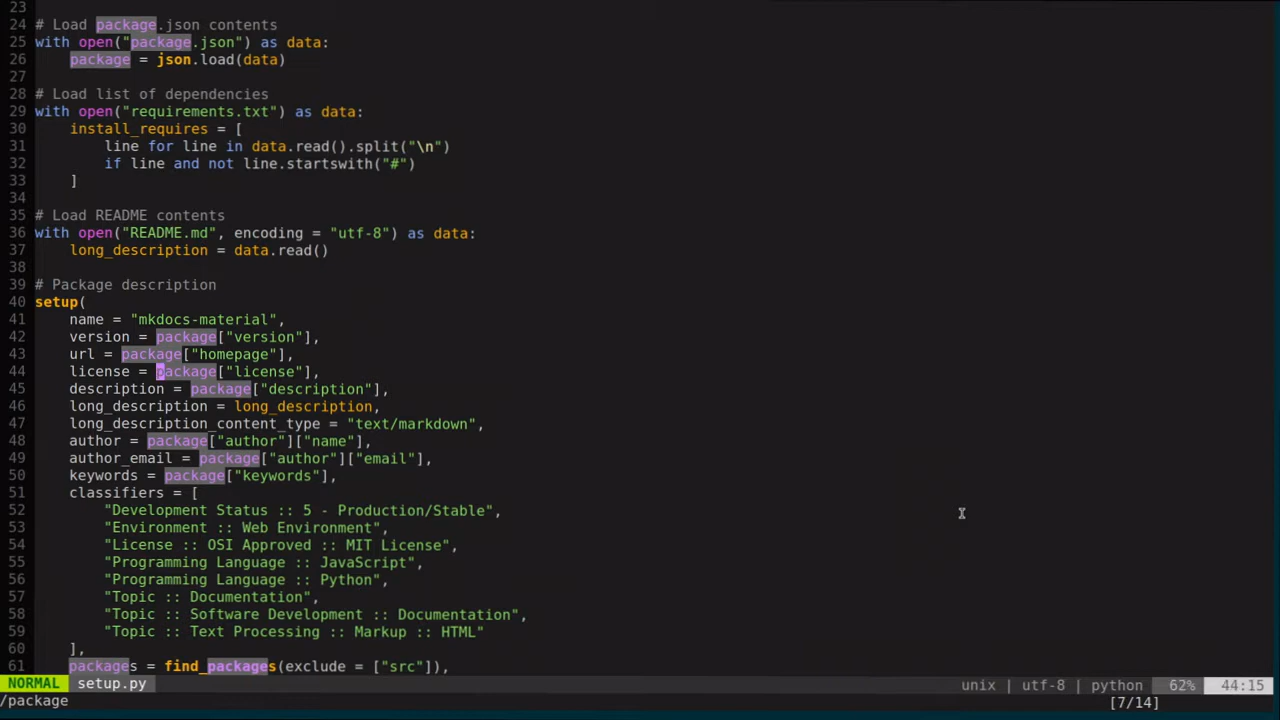 23
24 # Load package.json contents
25 with open("package.json") as data:
26     package = json.load(data)
27
28 # Load list of dependencies
29 with open("requirements.txt") as data:
30     install_requires = [
31         line for line in data.read().split("\n")
32         if line and not line.startswith("#")
33     ]
34
35 # Load README contents
36 with open("README.md", encoding = "utf-8") as data:
37     long_description = data.read()
38
39 # Package description
40 setup(
41     name = "mkdocs-material",
42     version = package["version"],
43     url = package["homepage"],
44     license = package["license"],
45     description = package["description"],
46     long_description = long_description,
47     long_description_content_type = "text/markdown",
48     author = package["author"]["name"],
49     author_email = package["author"]["email"],
50     keywords = package["keywords"],
51     classifiers = [
52         "Development Status :: 5 - Production/Stable",
53         "Environment :: Web Environment",
54         "License :: OSI Approved :: MIT License",
55         "Programming Language :: JavaScript",
56         "Programming Language :: Python",
57         "Topic :: Documentation",
58         "Topic :: Software Development :: Documentation",
59         "Topic :: Text Processing :: Markup :: HTML"
60     ],
61     packages = find_packages(exclude = ["src"]),
NORMAL setup.py unix | utf-8 | python 62% 44:15
/package [7/14]